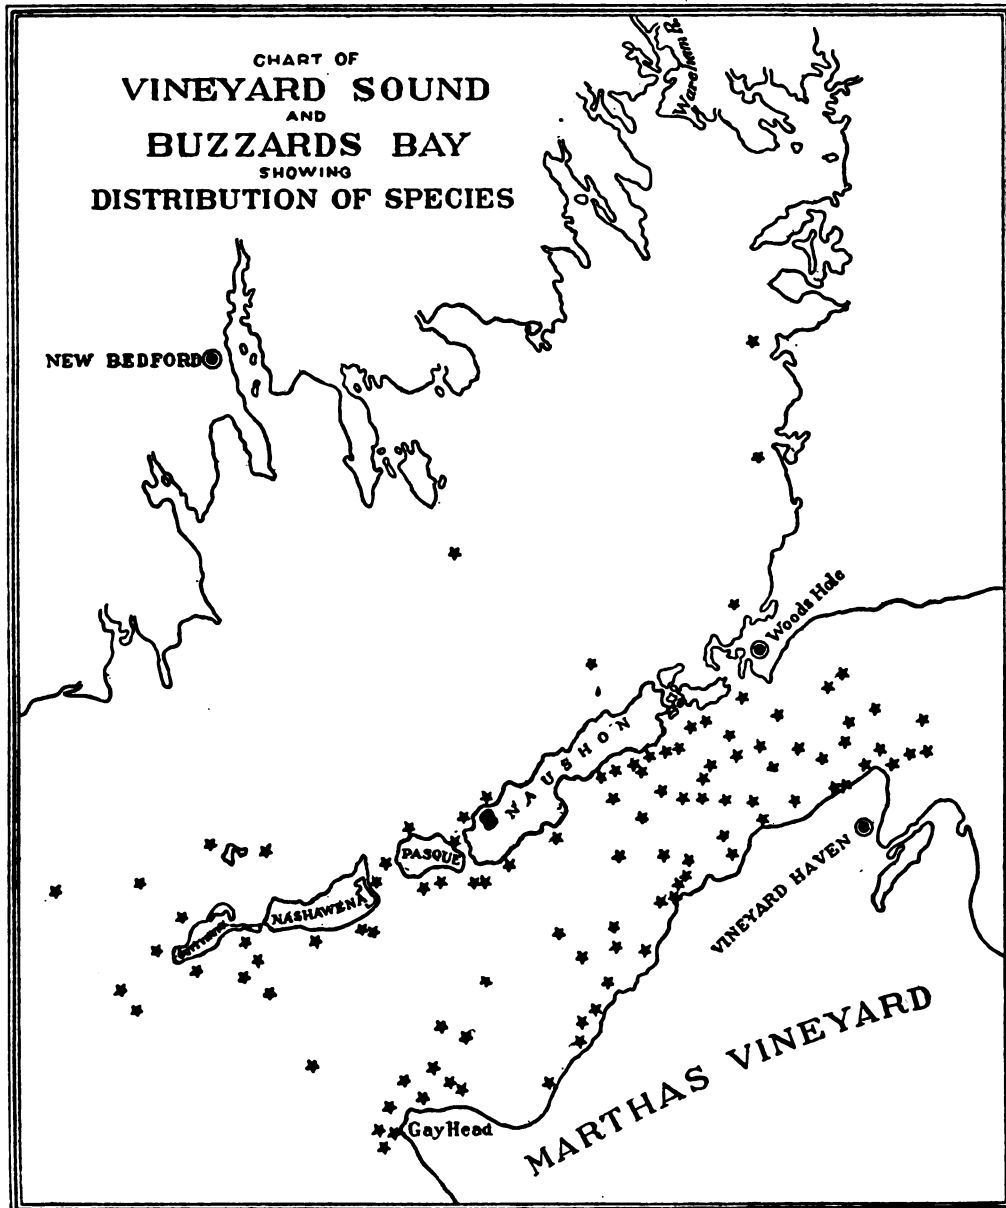 CHART OF
VINEYARD SOUND
AND
BUZZARDS BAY
SHOWING
DISTRIBUTION OF SPECIES
Wareham R.
NEW BEDFORD
Woods Hole
NAUSHON
PASQUE
NASHAWENA
VINEYARD HAVEN
MARTHAS VINEYARD
Gay Head